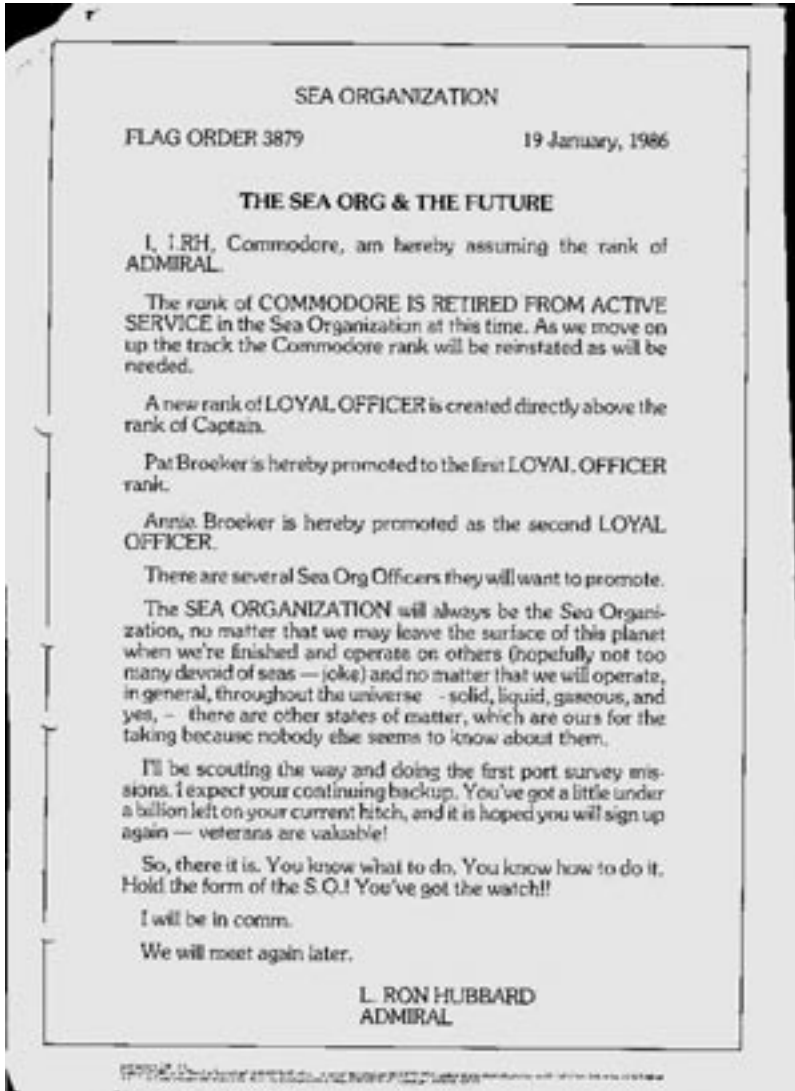 SEA ORGANIZATION
FLAG ORDER 3879 19 January, 1986
THE SEA ORG & THE FUTURE
I, LRH, Commodore, am hereby assuming the rank of
ADMIRAL.
The rank of COMMODORE IS RETIRED FROM ACTIVE
SERVICE in the Sea Organization at this time. As we move on
up the track the Commodore rank will be reinstated as will be
needed.
A new rank of LOYAL OFFICER is created directly above the
rank of Captain.
Pat Broeker is hereby promoted to the first LOYAL OFFICER
rank.
Annie Broeker is hereby promoted as the second LOYAL
OFFICER.
There are several Sea Org Officers they will want to promote.
The SEA ORGANIZATION will always be the Sea Organi-
zation, no matter that we may leave the surface of this planet
when we're finished and operate on others (hopefully not too
many devoid of seas — joke) and no matter that we will operate,
in general, throughout the universe - solid, liquid, gaseous, and
yes, – there are other states of matter, which are ours for the
taking because nobody else seems to know about them.
I'll be scouting the way and doing the first port survey mis-
sions. I expect your continuing backup. You've got a little under
a billion left on your current hitch, and it is hoped you will sign up
again — veterans are valuable!
So, there it is. You know what to do. You know how to do it.
Hold the form of the S.O.! You've got the watch!!
I will be in comm.
We will meet again later.
L. RON HUBBARD
ADMIRAL